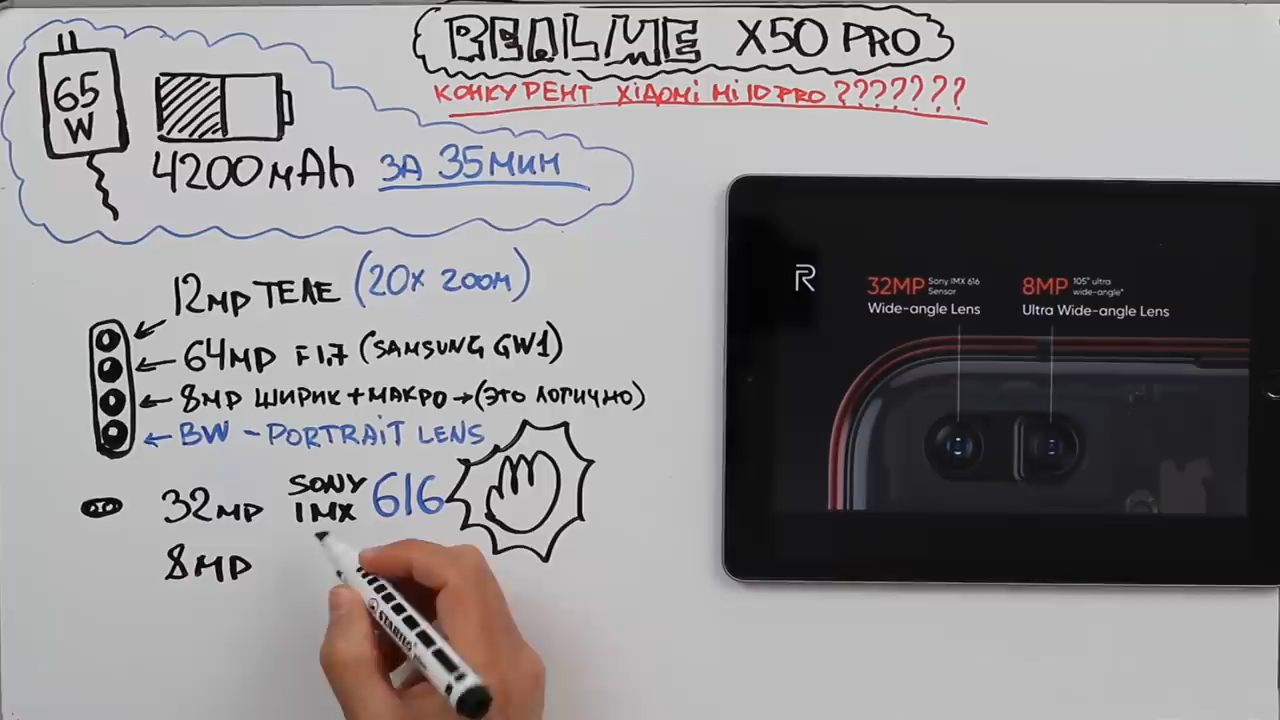 REALME X50 PRO
КОНКУРЕНТ XIAOMI MI 10 PRO ???????
65 W
4200 mAh ЗА 35 МИН
12MP ТЕЛЕ (20X ZOOM)
64MP F1,7 (SAMSUNG GW1)
8MP ШИРИК + МАКРО → (ЭТО ЛОГИЧНО)
BW - PORTRAIT LENS
32MP SONY IMX 616
8MP
STABILO
R
32MP Sony IMX 616 Sensor
Wide-angle Lens
8MP 105° ultra wide-angle*
Ultra Wide-angle Lens